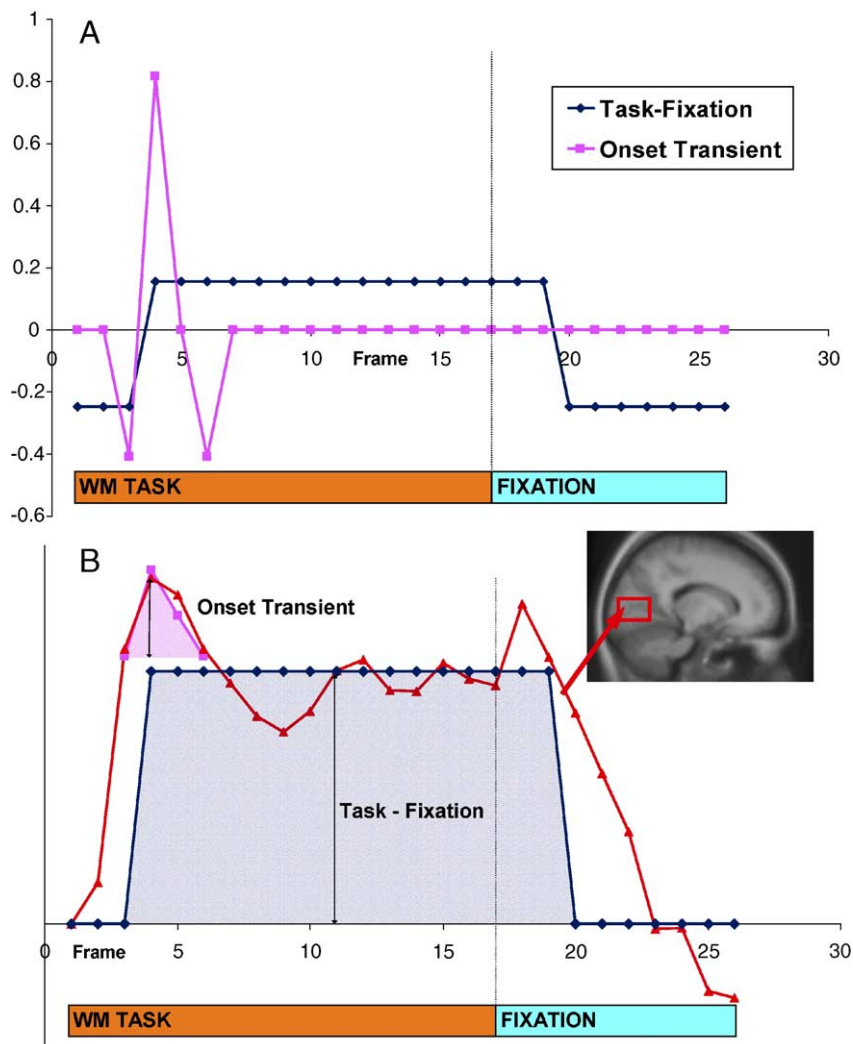 A
1
0.8
0.6
0.4
0.2
0
-0.2
-0.4
-0.6
Task-Fixation
Onset Transient
0 5 10 Frame 15 20 25 30
WM TASK FIXATION
B
Onset Transient
Task - Fixation
0 Frame 5 10 15 20 25 30
WM TASK FIXATION